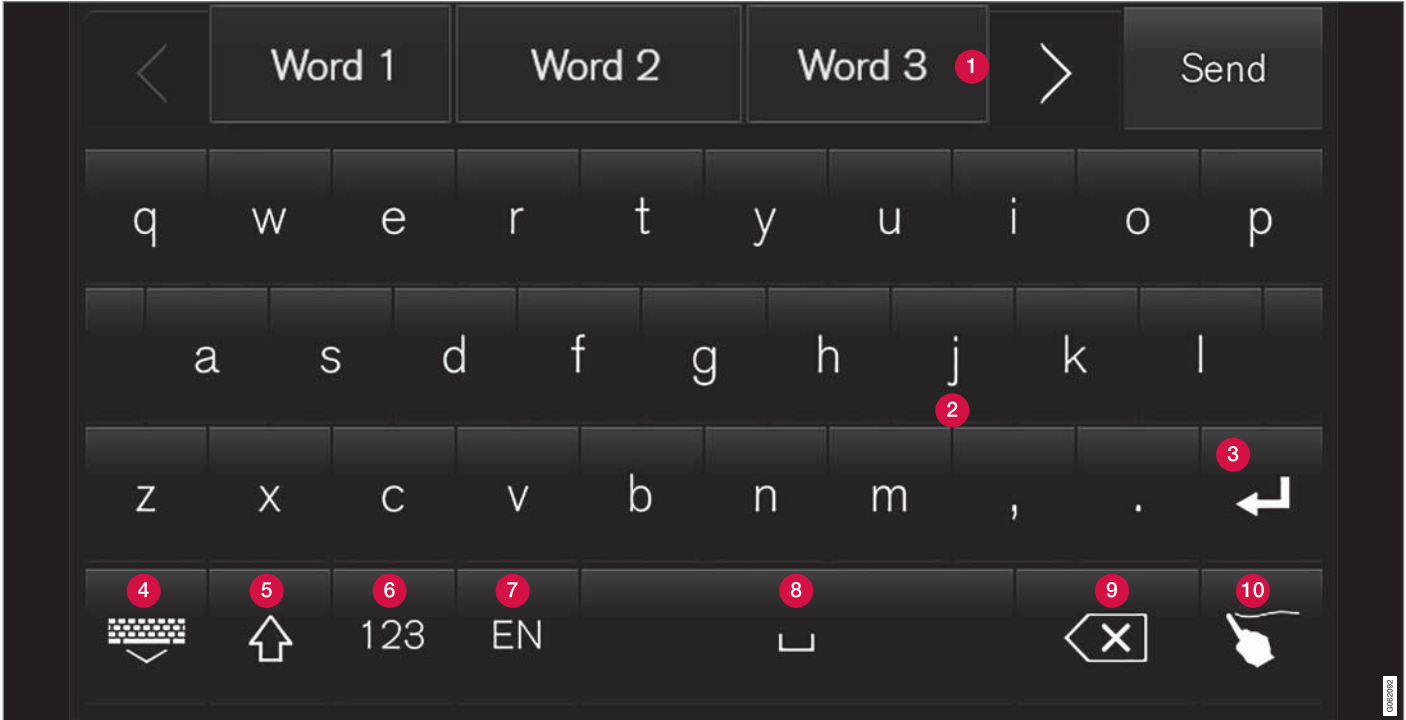 Word 1 Word 2 Word 3 1 Send
q w e r t y u i o p
a s d f g h j k l
2
3
z x c v b n m , .
4 5 6 7 8 9 10
123 EN
G062092